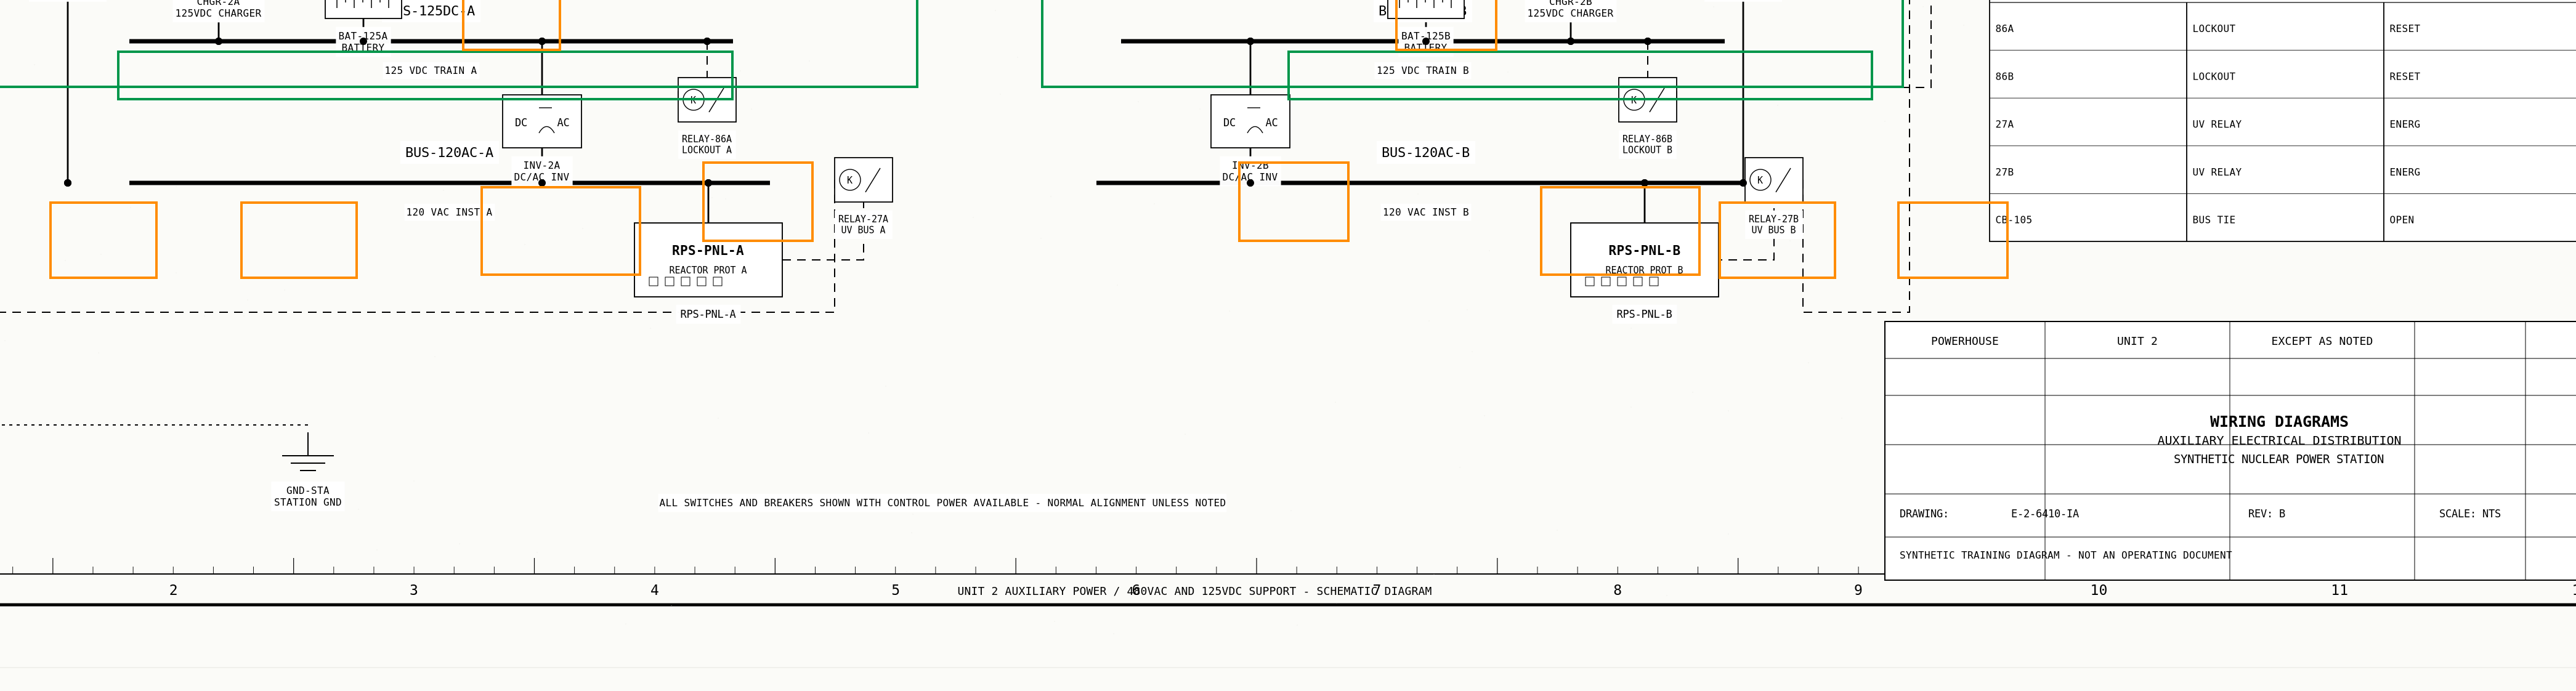 CHGR-2A
125VDC CHARGER
S-125DC-A
BAT-125A
BATTERY
125 VDC TRAIN A
DC AC
K
RELAY-86A
LOCKOUT A
BUS-120AC-A
INV-2A
DC/AC INV
120 VAC INST A
K
RELAY-27A
UV BUS A
RPS-PNL-A
REACTOR PROT A
RPS-PNL-A
GND-STA
STATION GND
CHGR-2B
125VDC CHARGER
BAT-125B
BATTERY
125 VDC TRAIN B
DC AC
K
RELAY-86B
LOCKOUT B
BUS-120AC-B
INV-2B
DC/AC INV
120 VAC INST B
K
RELAY-27B
UV BUS B
RPS-PNL-B
REACTOR PROT B
RPS-PNL-B
86A LOCKOUT RESET
86B LOCKOUT RESET
27A UV RELAY ENERG
27B UV RELAY ENERG
CB-105 BUS TIE OPEN
ALL SWITCHES AND BREAKERS SHOWN WITH CONTROL POWER AVAILABLE - NORMAL ALIGNMENT UNLESS NOTED
POWERHOUSE UNIT 2 EXCEPT AS NOTED
WIRING DIAGRAMS
AUXILIARY ELECTRICAL DISTRIBUTION
SYNTHETIC NUCLEAR POWER STATION
DRAWING: E-2-6410-IA REV: B SCALE: NTS
SYNTHETIC TRAINING DIAGRAM - NOT AN OPERATING DOCUMENT
2 3 4 5 6 7 8 9 10 11
UNIT 2 AUXILIARY POWER / 480VAC AND 125VDC SUPPORT - SCHEMATIC DIAGRAM